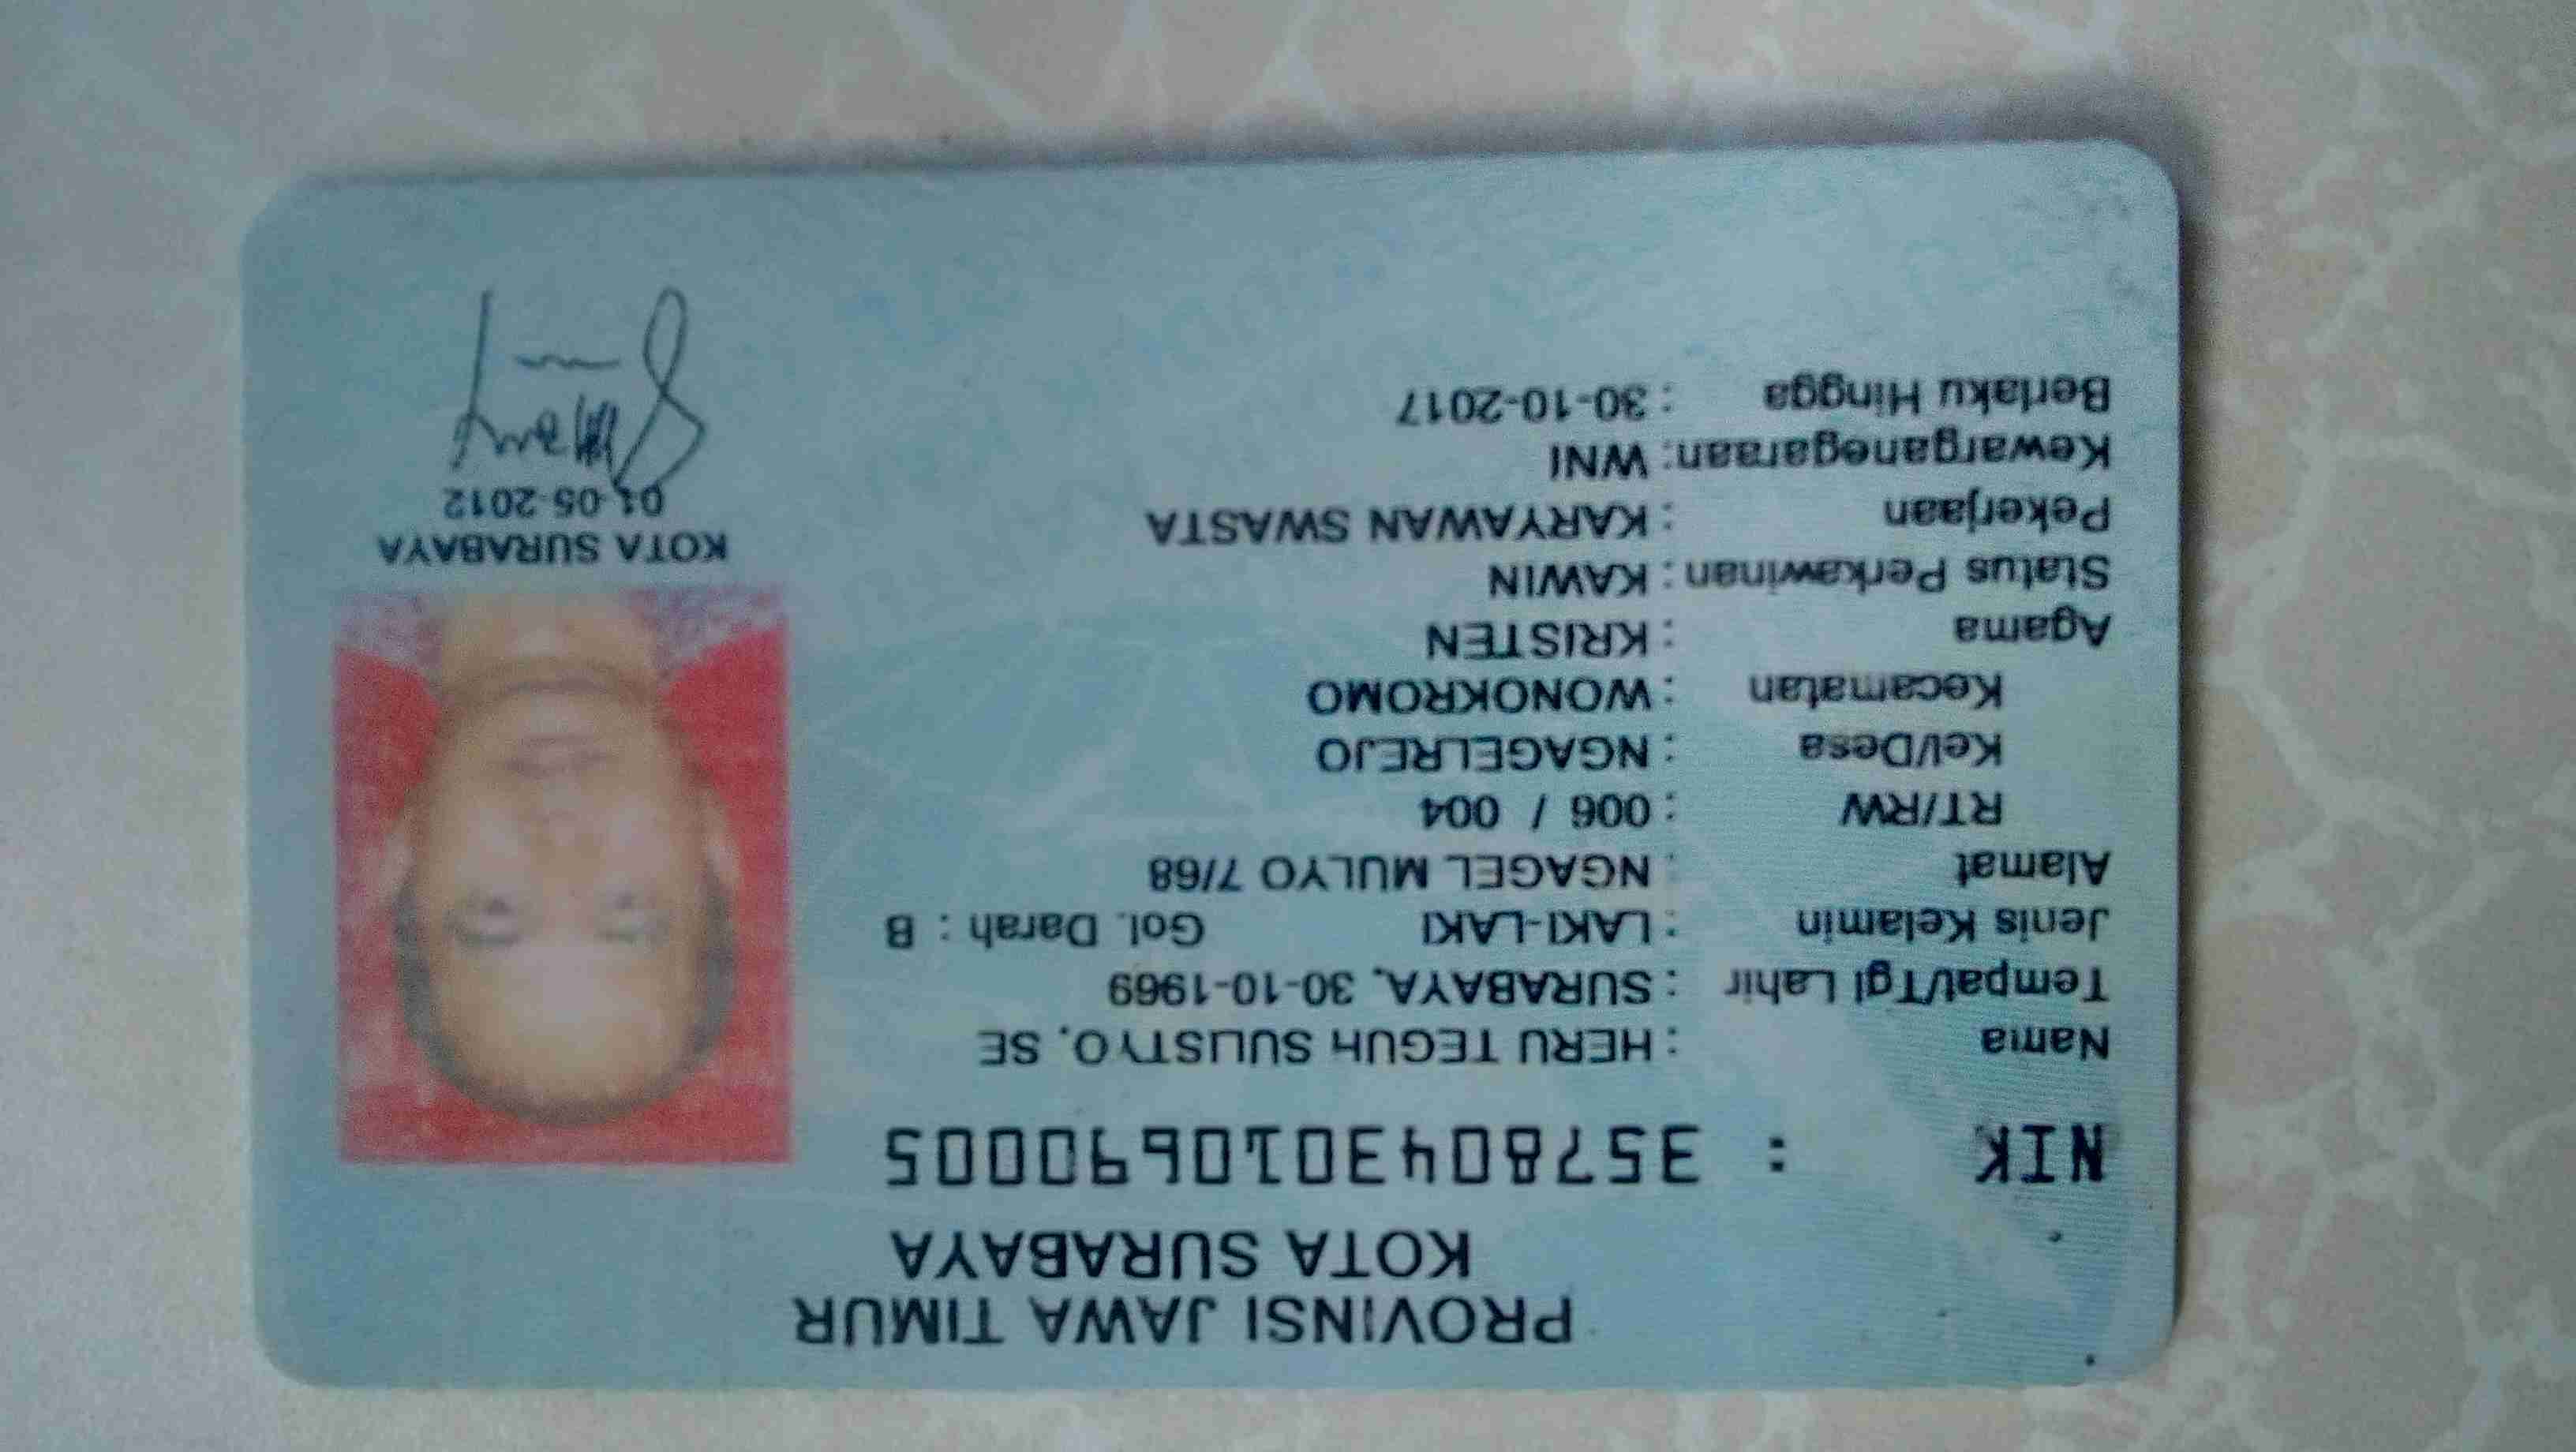 PROVINSI JAWA TIMUR
KOTA SURABAYA
NIK : 3578043010690005
Nama : HERU TEGUH SULISTYO, SE
Tempat/Tgl Lahir : SURABAYA, 30-10-1969
Jenis Kelamin : LAKI-LAKI Gol. Darah : B
Alamat : NGAGEL MULYO 7/68
RT/RW : 006 / 004
Kel/Desa : NGAGELREJO
Kecamatan : WONOKROMO
Agama : KRISTEN
Status Perkawinan : KAWIN
Pekerjaan : KARYAWAN SWASTA
Kewarganegaraan: WNI
Berlaku Hingga : 30-10-2017
KOTA SURABAYA
05-2012